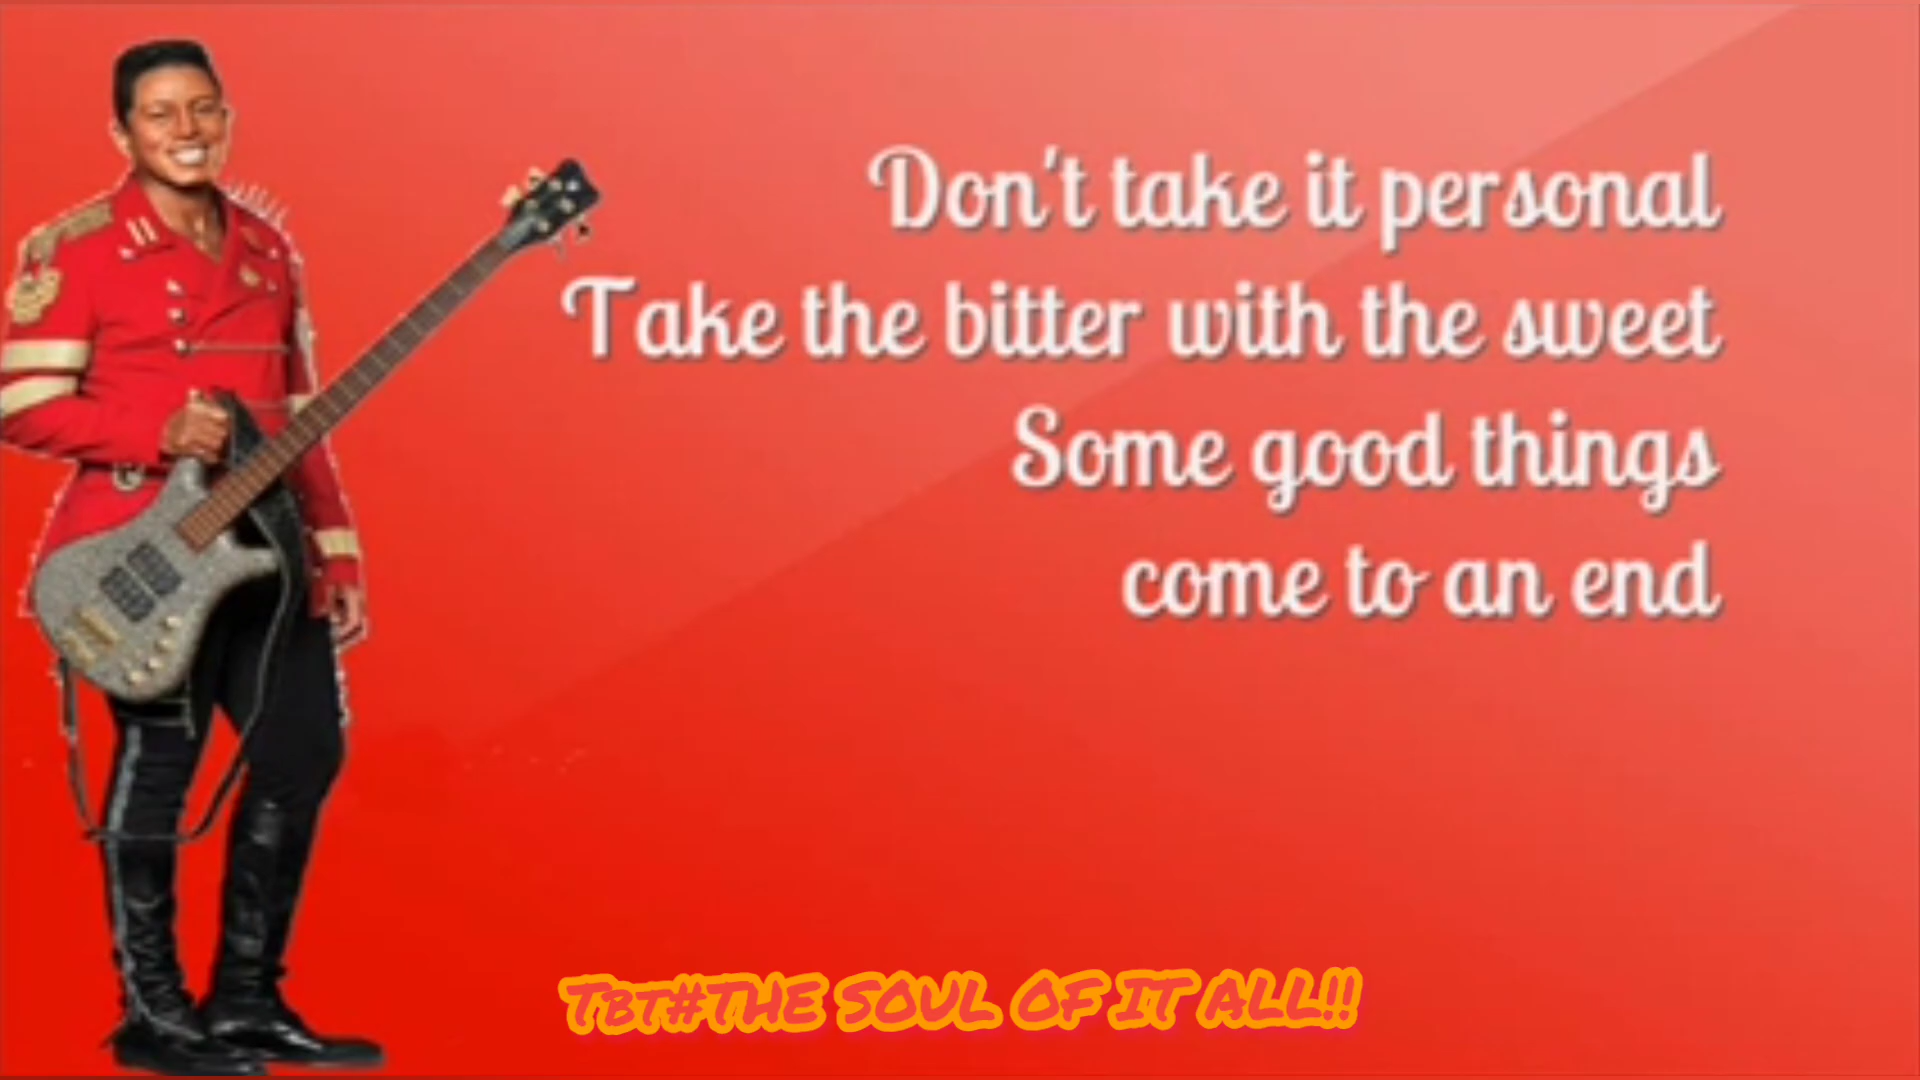 Don't take it personal
Take the bitter with the sweet
Some good things
come to an end
TBT#THE SOUL OF IT ALL!!